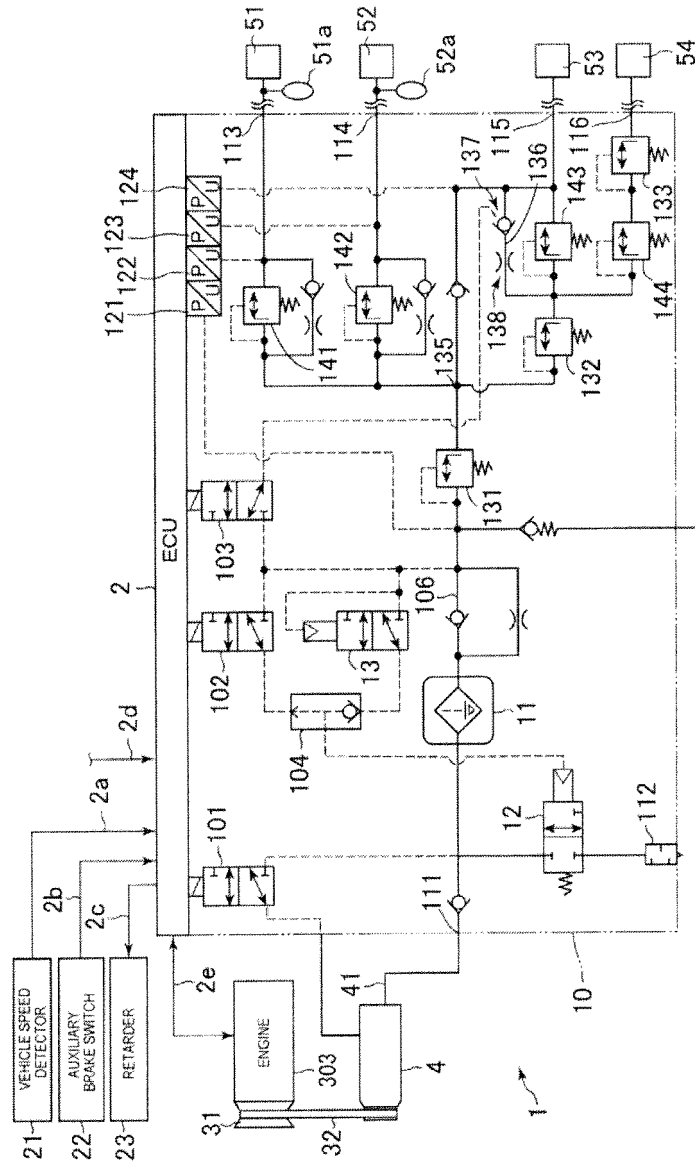 VEHICLE SPEED
DETECTOR
AUXILIARY
BRAKE SWITCH
RETARDER
21
22
23
2a
2b
2c
2d
2e
2
ECU
ENGINE
303
31
32
4
41
1
10
101
102
103
104
106
11
12
13
111
112
P
U
P
U
P
U
P
U
121
122
123
124
113
114
115
116
51
51a
52
52a
53
54
131
132
133
135
136
137
138
141
142
143
144